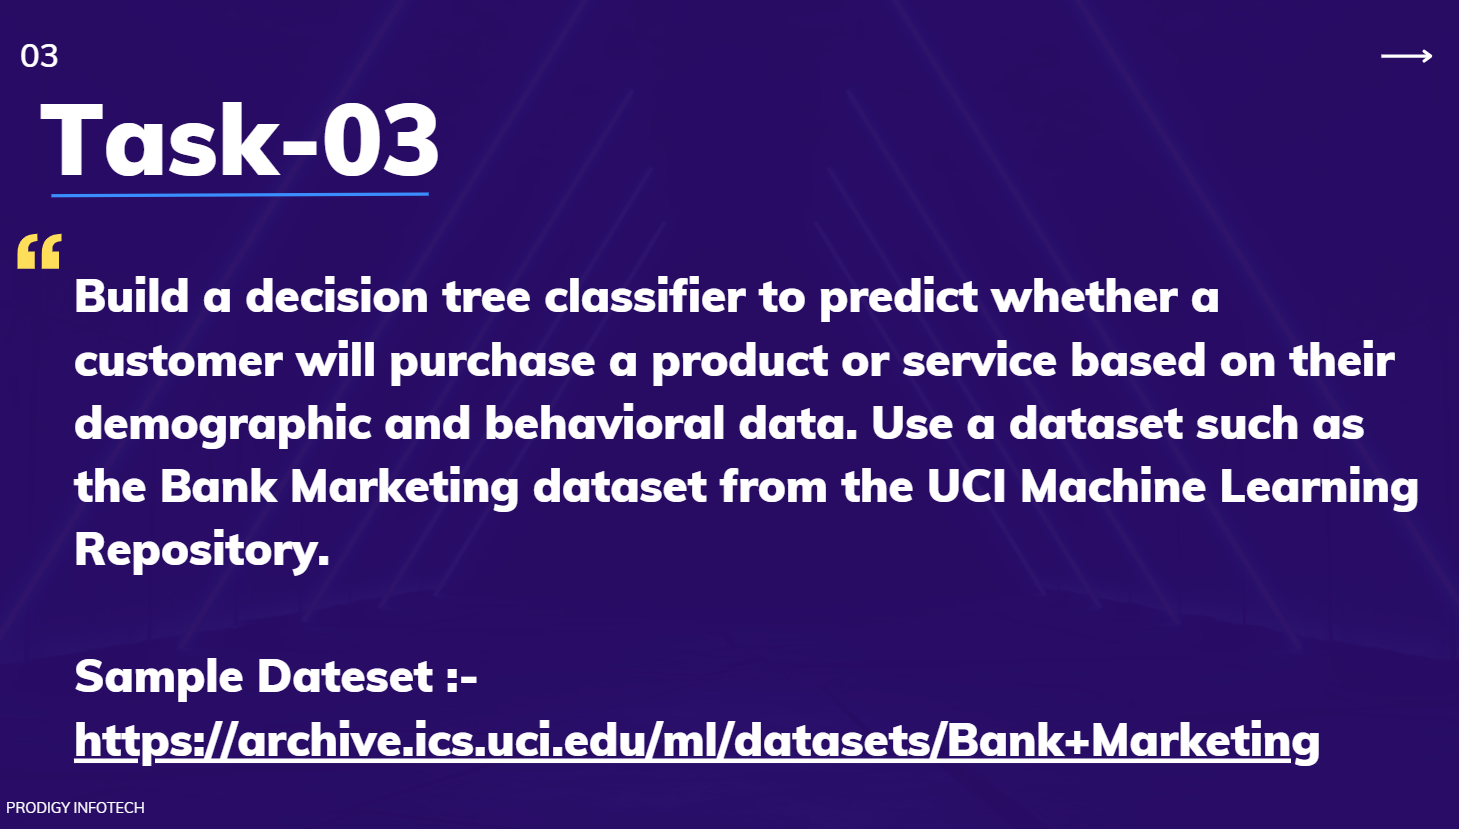 03
Task-03
“
Build a decision tree classifier to predict whether a
customer will purchase a product or service based on their
demographic and behavioral data. Use a dataset such as
the Bank Marketing dataset from the UCI Machine Learning
Repository.
Sample Dateset :-
https://archive.ics.uci.edu/ml/datasets/Bank+Marketing
PRODIGY INFOTECH